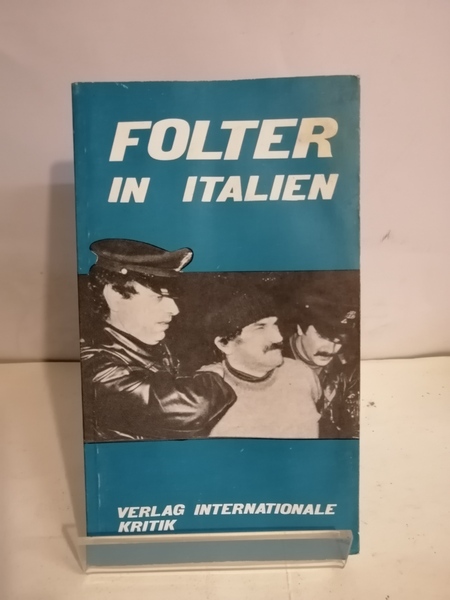 FOLTER
IN ITALIEN
VERLAG INTERNATIONALE
KRITIK